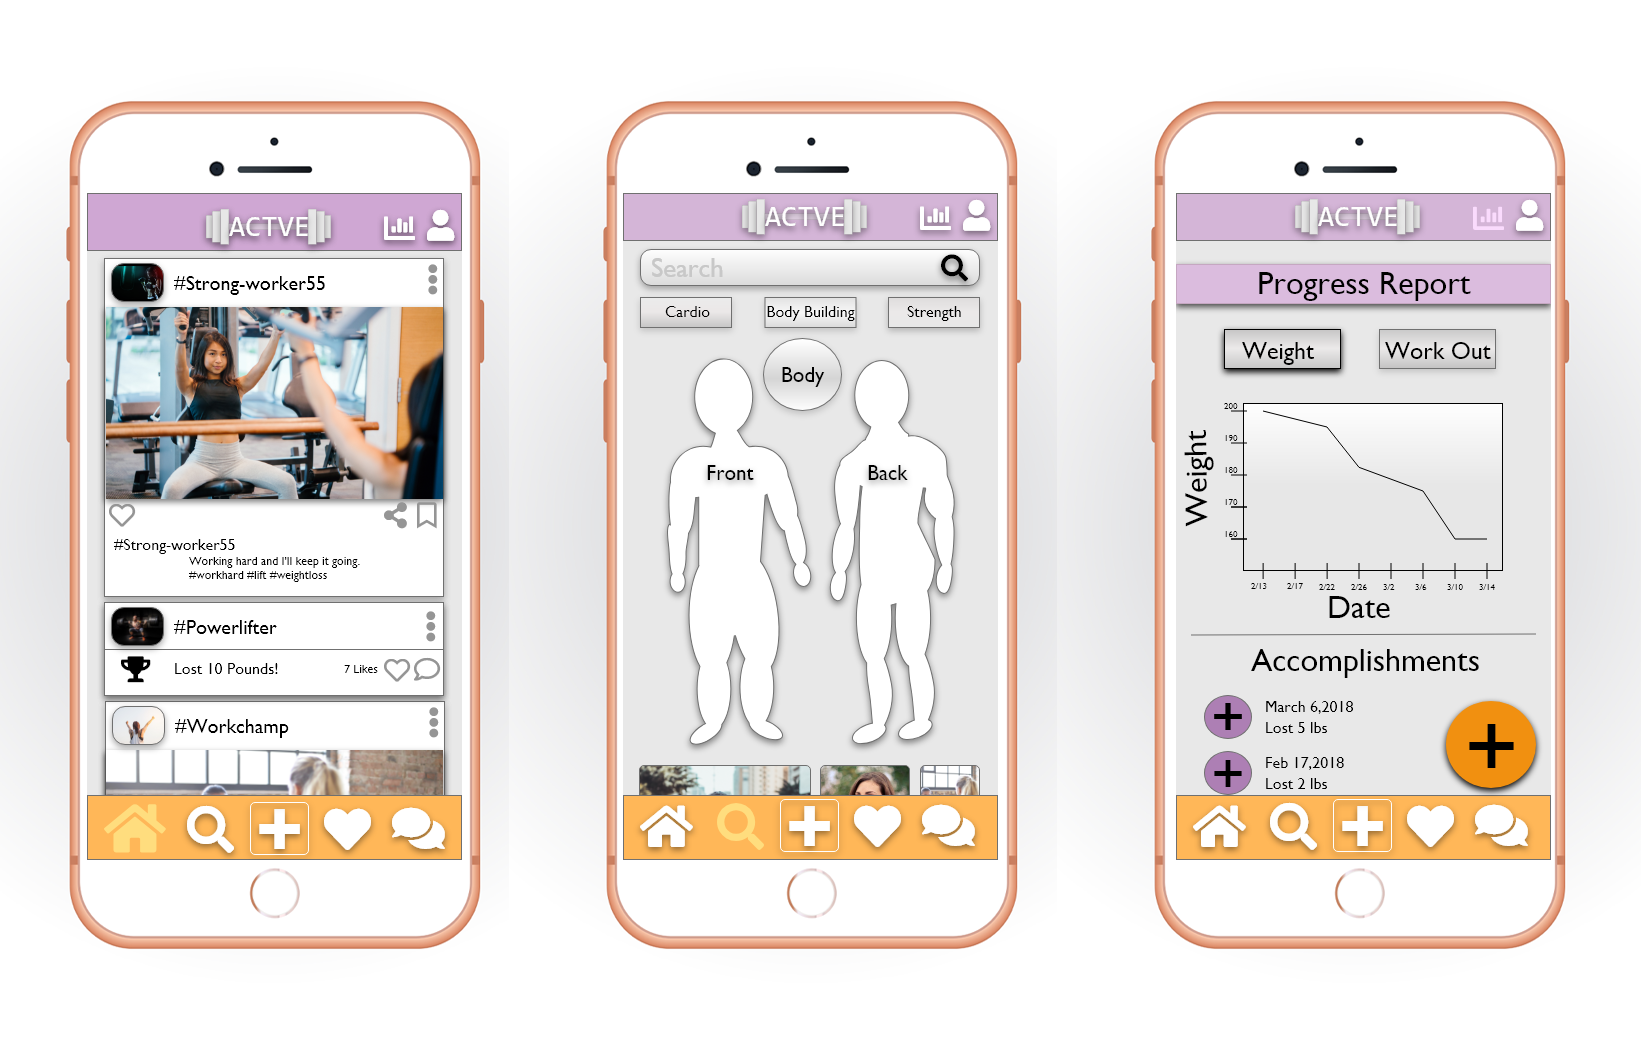 ACTVE
#Strong-worker55
#Strong-worker55
Working hard and I'll keep it going.
#workhard #lift #weightloss
#Powerlifter
Lost 10 Pounds!
7 Likes
#Workchamp
ACTVE
Search
Cardio
Body Building
Strength
Body
Front
Back
ACTVE
Progress Report
Weight
Work Out
Weight
200
190
180
170
160
2/13 2/17 2/22 2/26 3/2 3/6 3/10 3/14
Date
Accomplishments
March 6,2018
Lost 5 lbs
Feb 17,2018
Lost 2 lbs